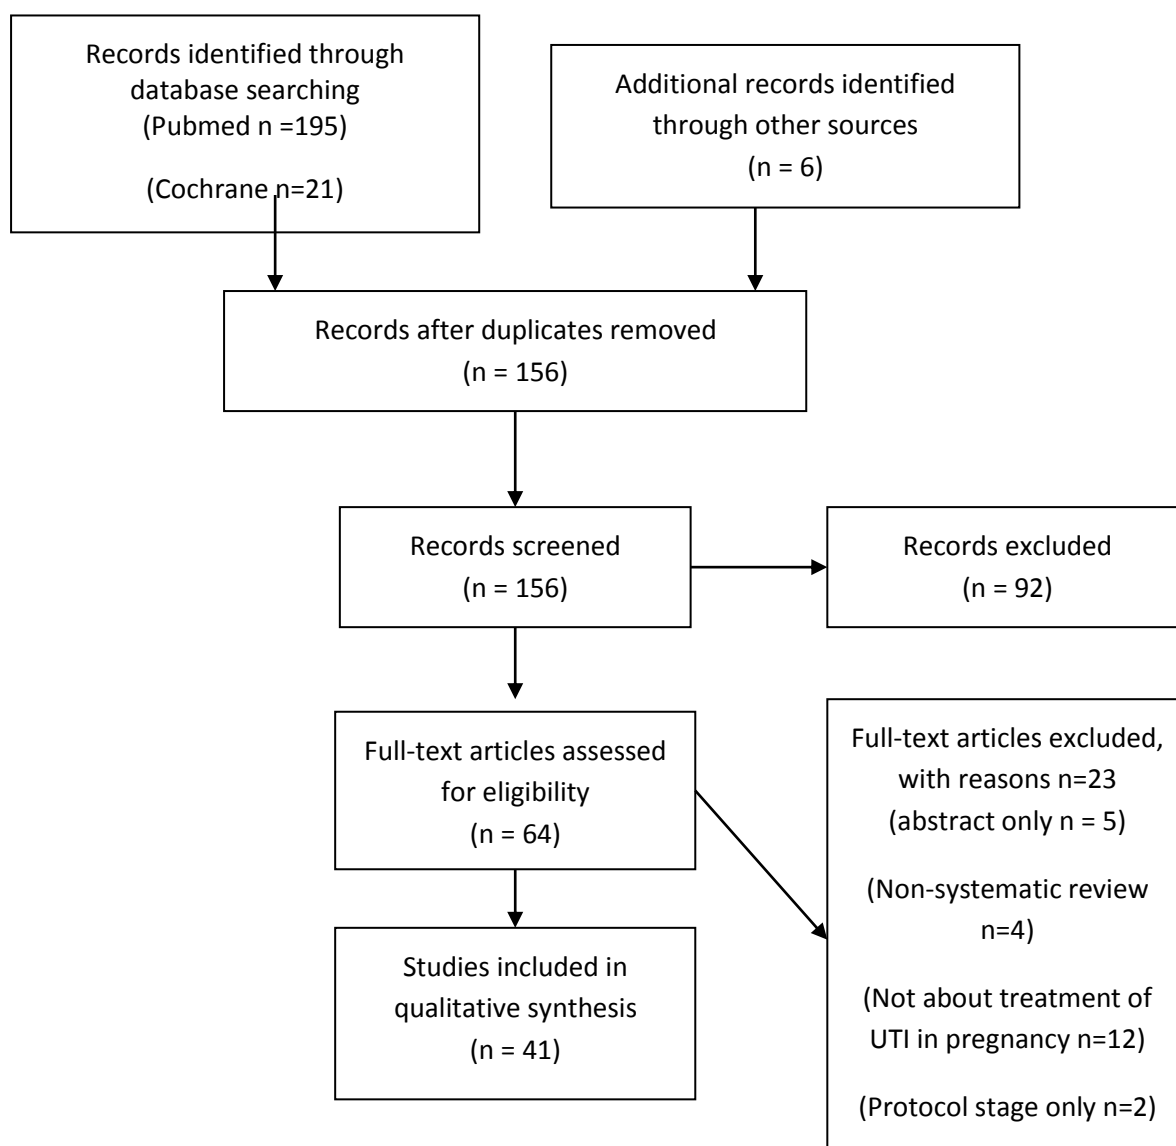 Records identified through
database searching
(Pubmed n =195)
(Cochrane n=21)
Additional records identified
through other sources
(n = 6)
Records after duplicates removed
(n = 156)
Records screened
(n = 156)
Records excluded
(n = 92)
Full-text articles assessed
for eligibility
(n = 64)
Full-text articles excluded,
with reasons n=23
(abstract only n = 5)
(Non-systematic review
n=4)
(Not about treatment of
UTI in pregnancy n=12)
(Protocol stage only n=2)
Studies included in
qualitative synthesis
(n = 41)